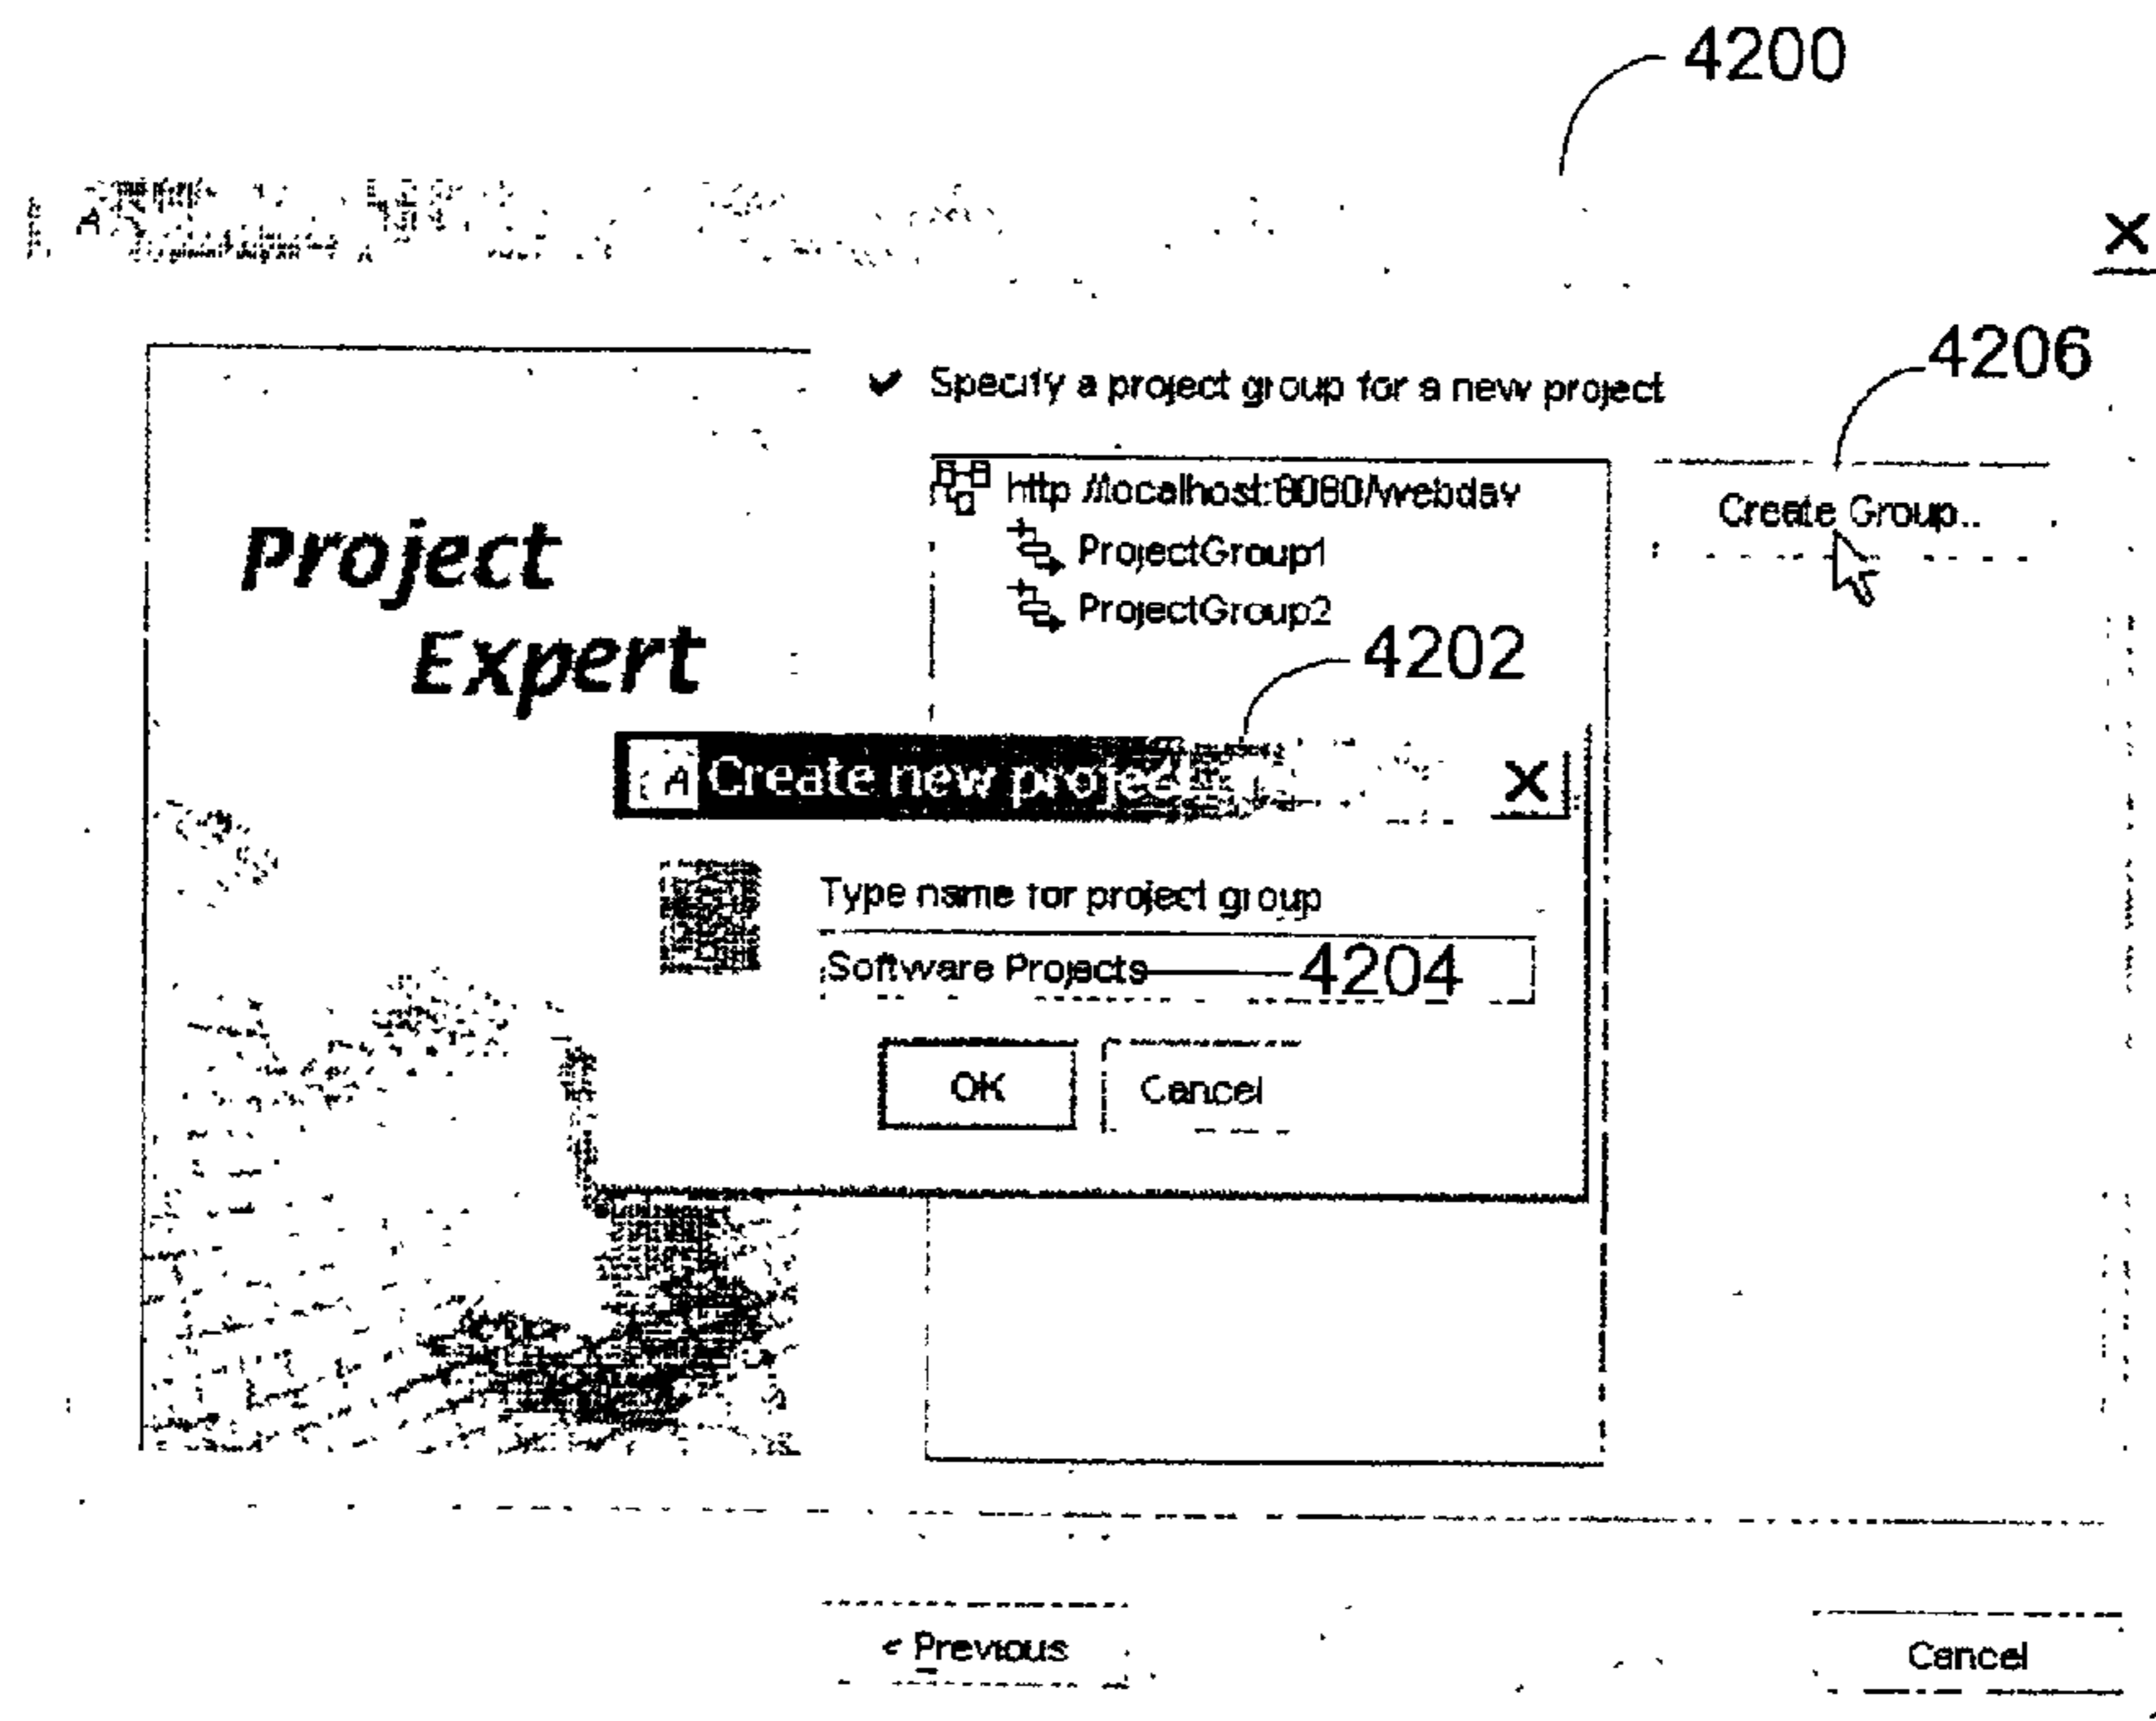 4200
4206
Specify a project group for a new project
http://localhost:8080/webdav
Create Group..
ProjectGroup1
ProjectGroup2
Project
Expert
4202
Create new project
Type name for project group
Software Projects 4204
OK Cancel
< Previous Cancel